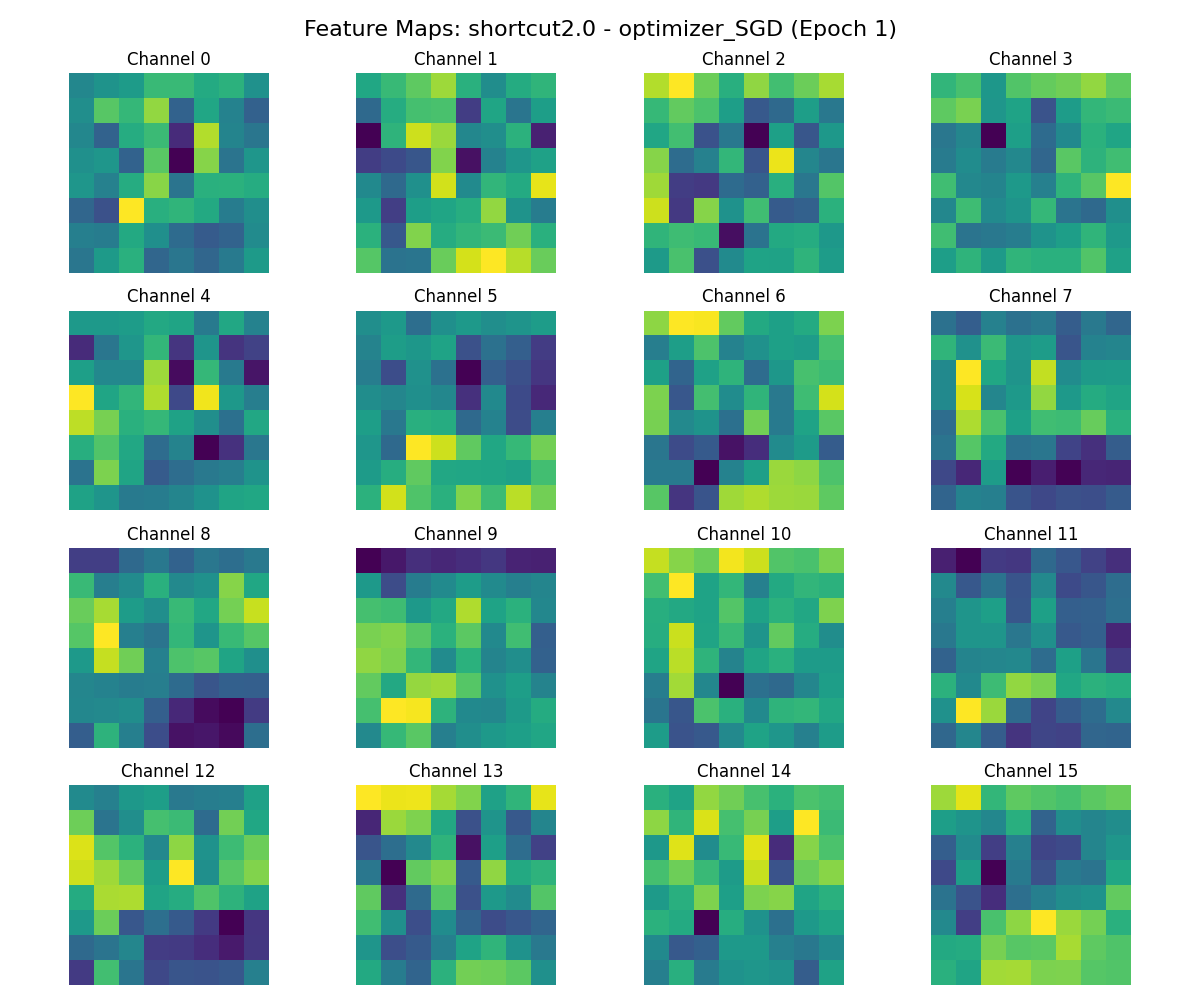 Feature Maps: shortcut2.0 - optimizer_SGD (Epoch 1)
Channel 0
Channel 1
Channel 2
Channel 3
Channel 4
Channel 5
Channel 6
Channel 7
Channel 8
Channel 9
Channel 10
Channel 11
Channel 12
Channel 13
Channel 14
Channel 15